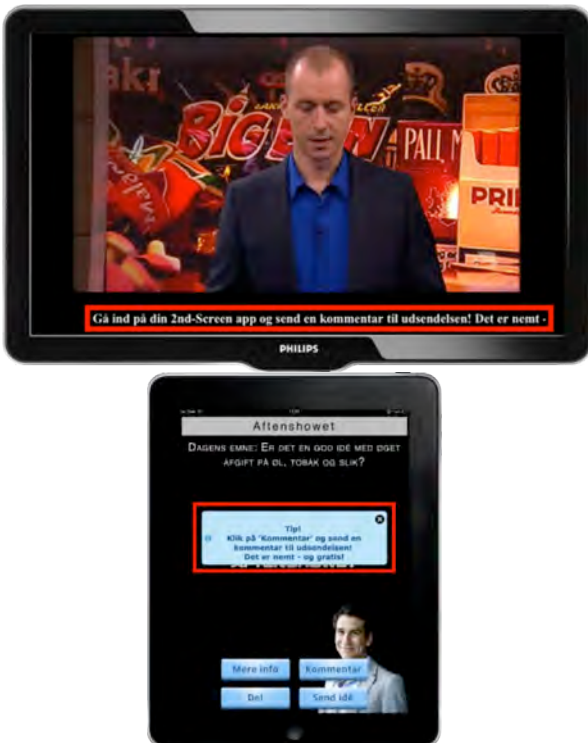 BiG
PALL M
PRI
Gå ind på din 2nd-Screen app og send en kommentar til udsendelsen! Det er nemt -
PHILIPS
Aftenshowet
DAGENS EMNE: ER DET EN GOD IDÉ MED ØGET
AFGIFT PÅ ØL, TOBAK OG SLIK?
Tip!
Klik på 'Kommentar' og send en
kommentar til udsendelsen!
Det er nemt - og gratis!
Mere info
Kommentar
Del
Send idé